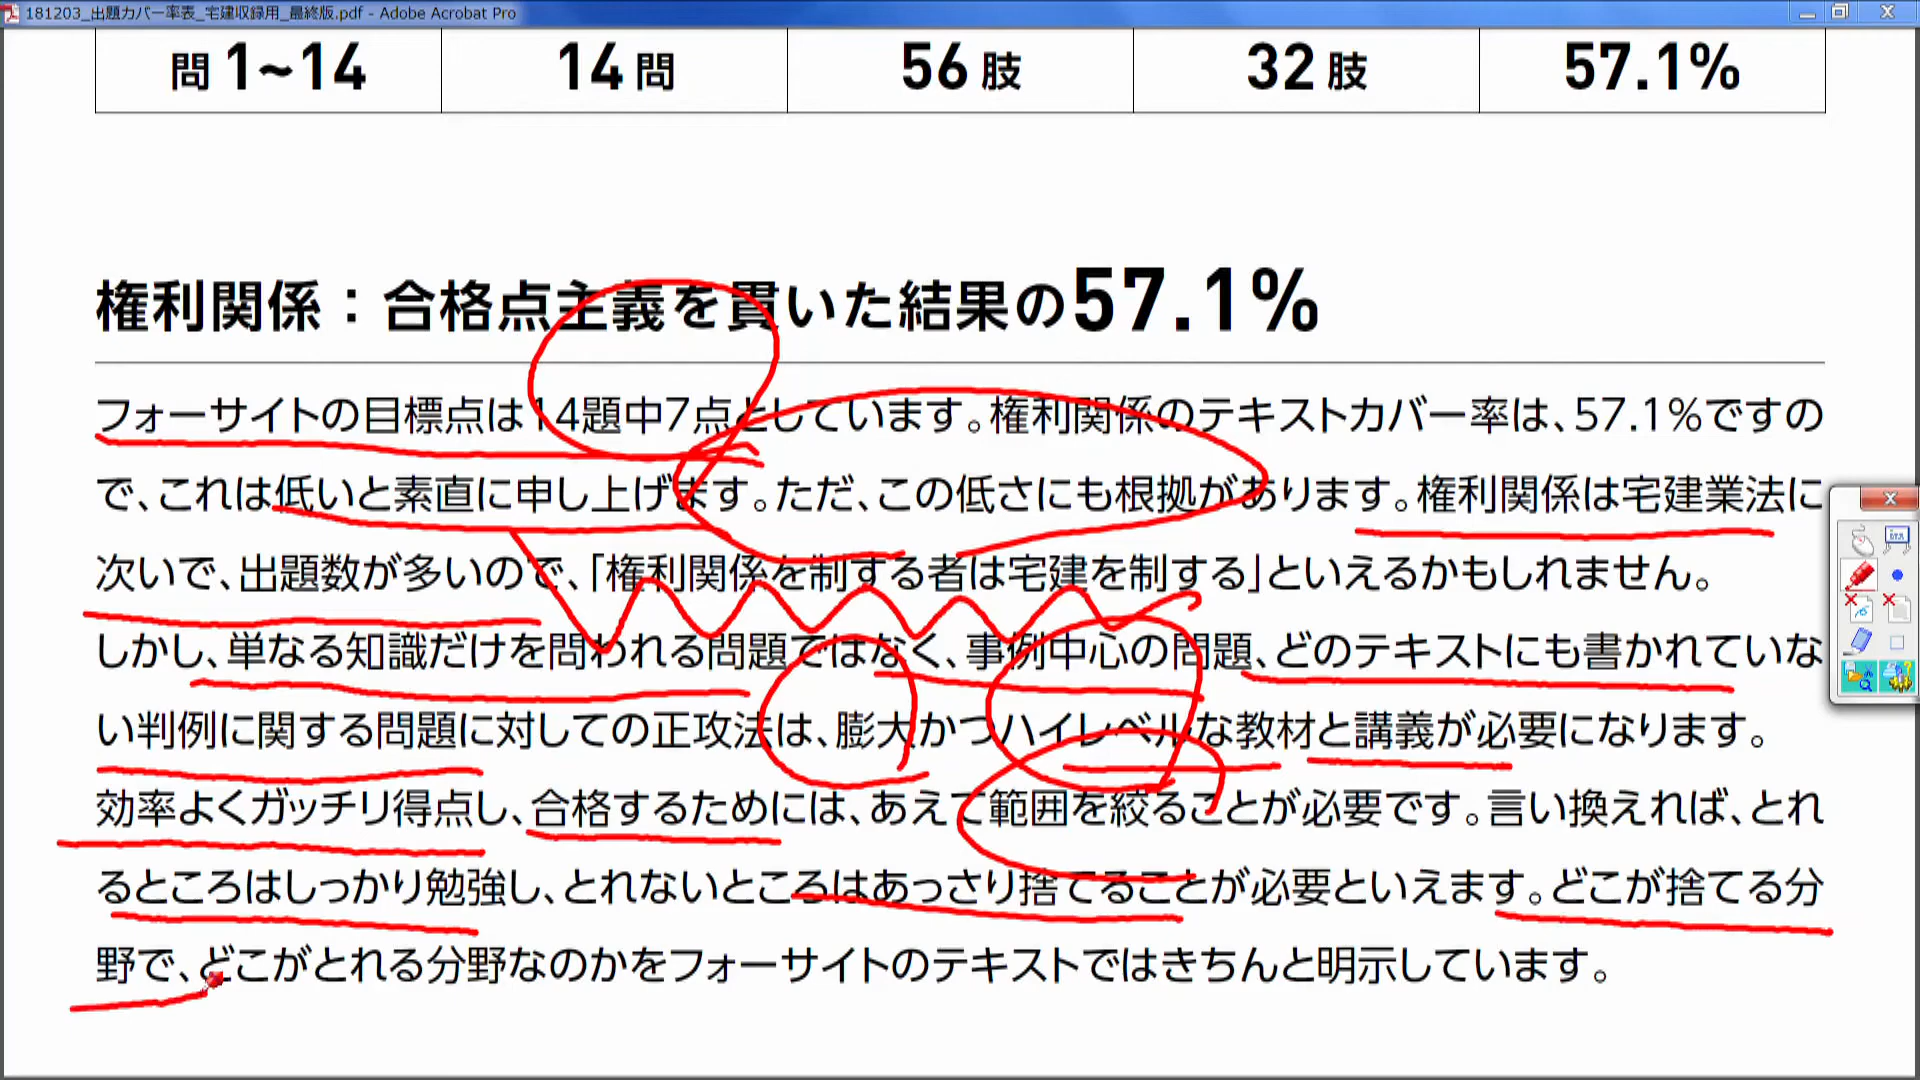 181203_出題カバー率表_宅建収録用_最終版.pdf - Adobe Acrobat Pro
問1~14 14問 56肢 32肢 57.1%
権利関係：合格点主義を貫いた結果の57.1%
フォーサイトの目標点は14題中7点としています。権利関係のテキストカバー率は、57.1%ですの
で、これは低いと素直に申し上げます。ただ、この低さにも根拠があります。権利関係は宅建業法に
次いで、出題数が多いので、「権利関係を制する者は宅建を制する」といえるかもしれません。
しかし、単なる知識だけを問われる問題ではなく、事例中心の問題、どのテキストにも書かれていな
い判例に関する問題に対しての正攻法は、膨大かつハイレベルな教材と講義が必要になります。
効率よくガッチリ得点し、合格するためには、あえて範囲を絞ることが必要です。言い換えれば、とれ
るところはしっかり勉強し、とれないところはあっさり捨てることが必要といえます。どこが捨てる分
野で、どこがとれる分野なのかをフォーサイトのテキストではきちんと明示しています。